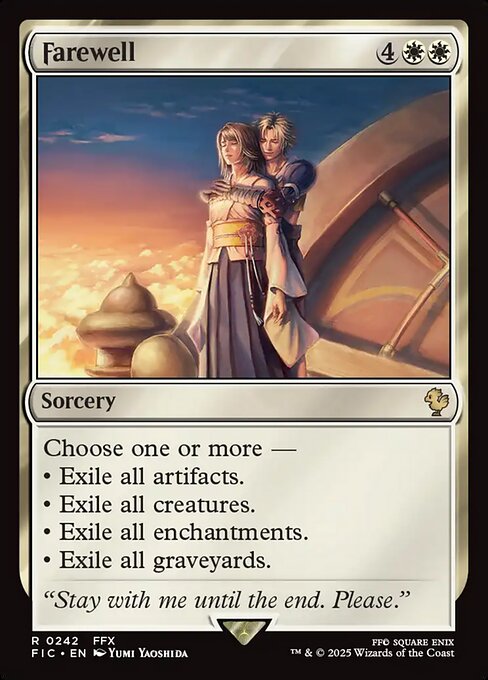 Farewell 4
Sorcery
Choose one or more —
• Exile all artifacts.
• Exile all creatures.
• Exile all enchantments.
• Exile all graveyards.
“Stay with me until the end. Please.”
R 0242 FFX
FIC • EN Yumi Yaoshida
FF© SQUARE ENIX
™ & © 2025 Wizards of the Coast